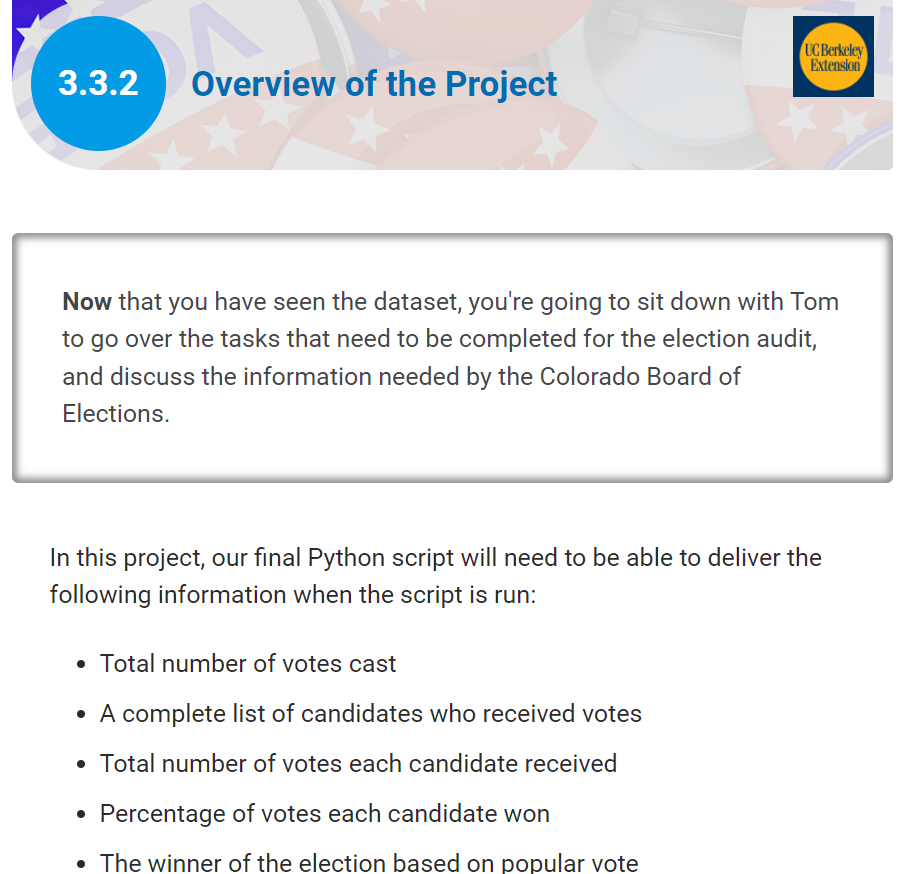 3.3.2
Overview of the Project
UC Berkeley
Extension
Now that you have seen the dataset, you're going to sit down with Tom
to go over the tasks that need to be completed for the election audit,
and discuss the information needed by the Colorado Board of
Elections.
In this project, our final Python script will need to be able to deliver the
following information when the script is run:
• Total number of votes cast
• A complete list of candidates who received votes
• Total number of votes each candidate received
• Percentage of votes each candidate won
• The winner of the election based on popular vote